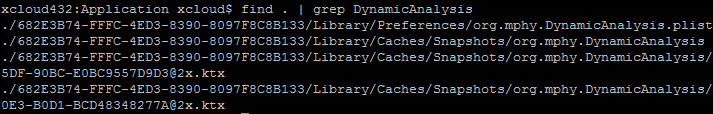 xcloud432:Application xcloud$ find . | grep DynamicAnalysis
./682E3B74-FFFC-4ED3-8390-8097F8C8B133/Library/Preferences/org.mphy.DynamicAnalysis.plist
./682E3B74-FFFC-4ED3-8390-8097F8C8B133/Library/Caches/Snapshots/org.mphy.DynamicAnalysis
./682E3B74-FFFC-4ED3-8390-8097F8C8B133/Library/Caches/Snapshots/org.mphy.DynamicAnalysis/
5DF-90BC-E0BC9557D9D3@2x.ktx
./682E3B74-FFFC-4ED3-8390-8097F8C8B133/Library/Caches/Snapshots/org.mphy.DynamicAnalysis/
0E3-B0D1-BCD48348277A@2x.ktx